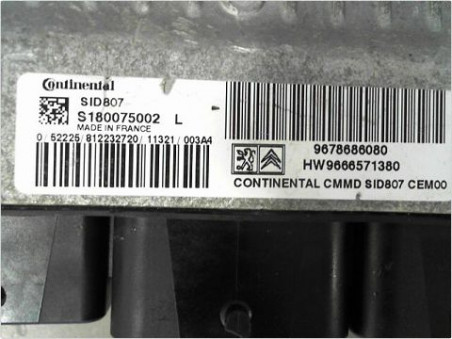 Continental
SID807
S180075002 L
MADE IN FRANCE
0/52225/812232720/11321/003A4
9678686080
HW9666571380
CONTINENTAL CMMD SID807 CEM00